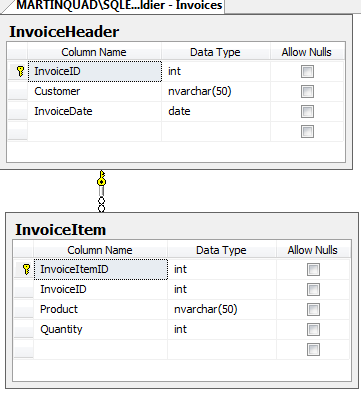 MARTINQUAD\SQLE...ldier - Invoices
InvoiceHeader
Column Name Data Type Allow Nulls
InvoiceID int
Customer nvarchar(50)
InvoiceDate date
InvoiceItem
Column Name Data Type Allow Nulls
InvoiceItemID int
InvoiceID int
Product nvarchar(50)
Quantity int